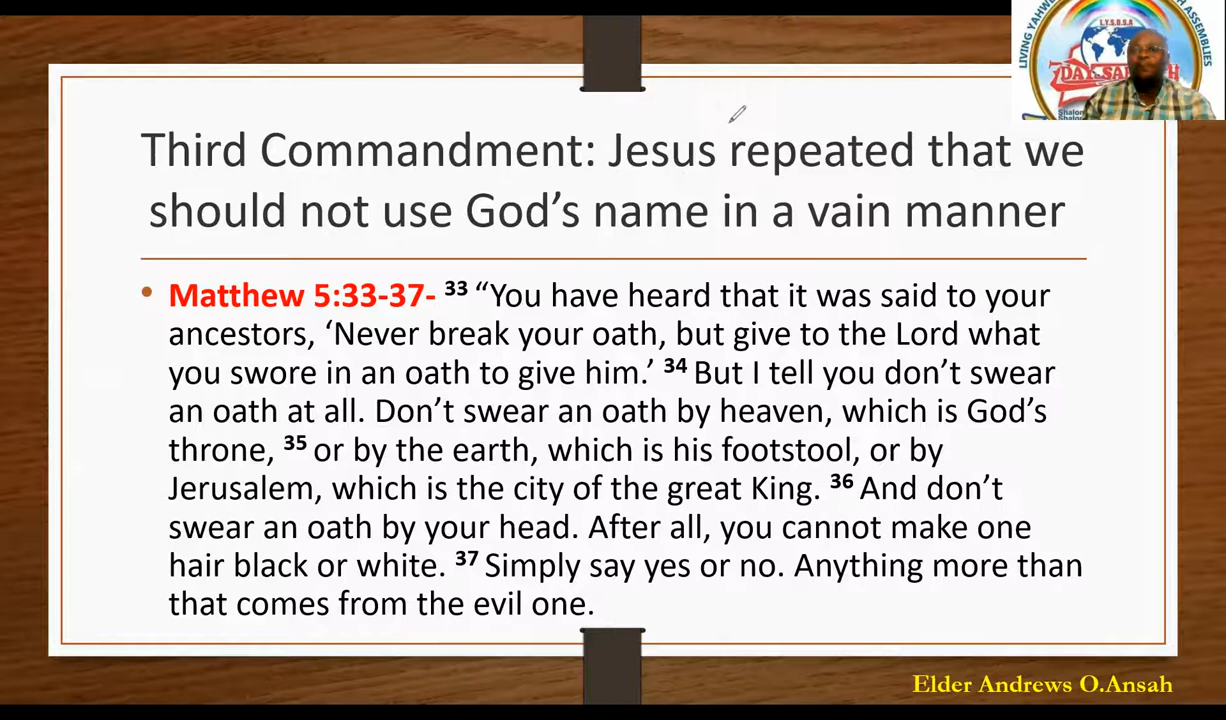 LIVING YAHWE
ASSEMBLIES
L.Y.S.D.S.A
7DAY SA
H
Shalom
Third Commandment: Jesus repeated that we
should not use God’s name in a vain manner
• Matthew 5:33-37- 33 “You have heard that it was said to your
ancestors, ‘Never break your oath, but give to the Lord what
you swore in an oath to give him.’ 34 But I tell you don’t swear
an oath at all. Don’t swear an oath by heaven, which is God’s
throne, 35 or by the earth, which is his footstool, or by
Jerusalem, which is the city of the great King. 36 And don’t
swear an oath by your head. After all, you cannot make one
hair black or white. 37 Simply say yes or no. Anything more than
that comes from the evil one.
Elder Andrews O.Ansah